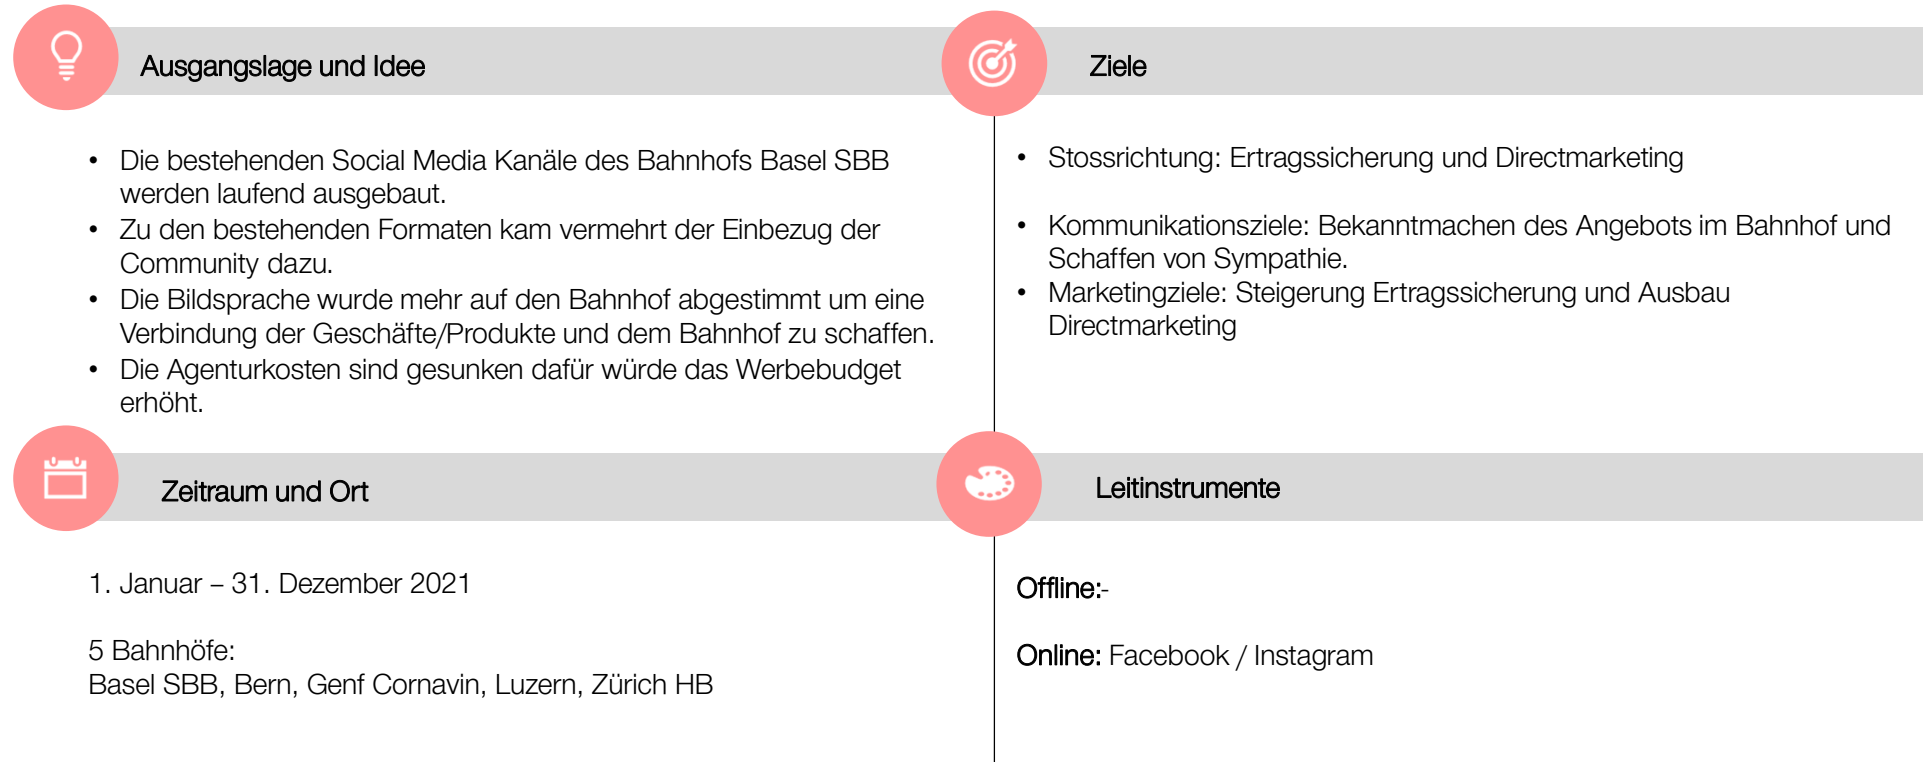 Ausgangslage und Idee
• Die bestehenden Social Media Kanäle des Bahnhofs Basel SBB
werden laufend ausgebaut.
• Zu den bestehenden Formaten kam vermehrt der Einbezug der
Community dazu.
• Die Bildsprache wurde mehr auf den Bahnhof abgestimmt um eine
Verbindung der Geschäfte/Produkte und dem Bahnhof zu schaffen.
• Die Agenturkosten sind gesunken dafür würde das Werbebudget
erhöht.
Ziele
• Stossrichtung: Ertragssicherung und Directmarketing
• Kommunikationsziele: Bekanntmachen des Angebots im Bahnhof und
Schaffen von Sympathie.
• Marketingziele: Steigerung Ertragssicherung und Ausbau
Directmarketing
Zeitraum und Ort
1. Januar – 31. Dezember 2021
5 Bahnhöfe:
Basel SBB, Bern, Genf Cornavin, Luzern, Zürich HB
Leitinstrumente
Offline:-
Online: Facebook / Instagram